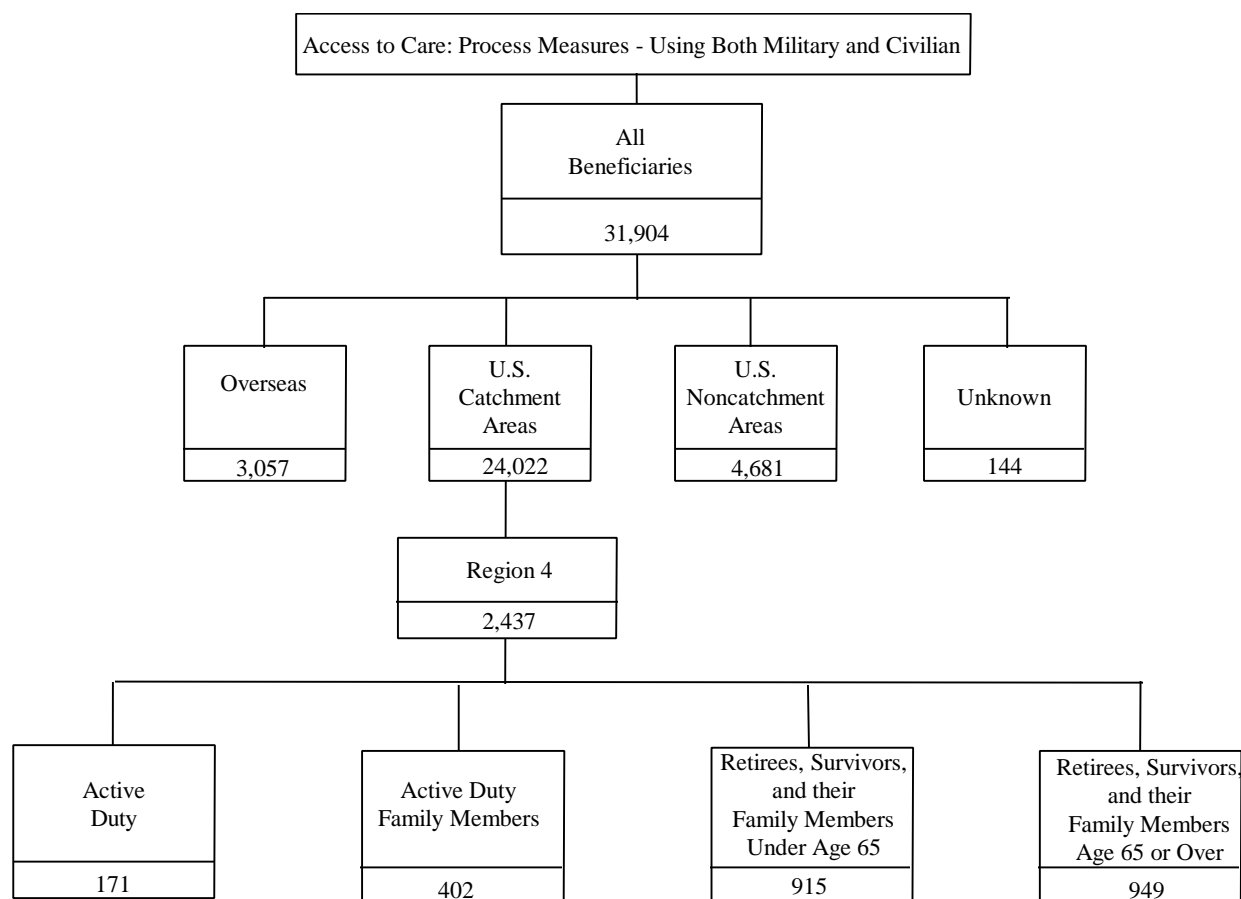 Access to Care: Process Measures - Using Both Military and Civilian
All
Beneficiaries
31,904
Overseas
3,057
U.S.
Catchment
Areas
24,022
U.S.
Noncatchment
Areas
4,681
Unknown
144
Region 4
2,437
Active
Duty
171
Active Duty
Family Members
402
Retirees, Survivors,
and their
Family Members
Under Age 65
915
Retirees, Survivors,
and their
Family Members
Age 65 or Over
949